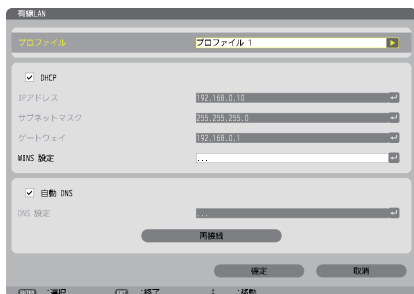 有線LAN
プロファイル プロファイル 1
DHCP
IPアドレス 192.168.0.10
サブネットマスク 255.255.255.0
ゲートウェイ 192.168.0.1
WINS 設定 ...
自動 DNS
DNS 設定 ...
再接続
確定 取消
ENTER :選択 EXIT :終了 :移動